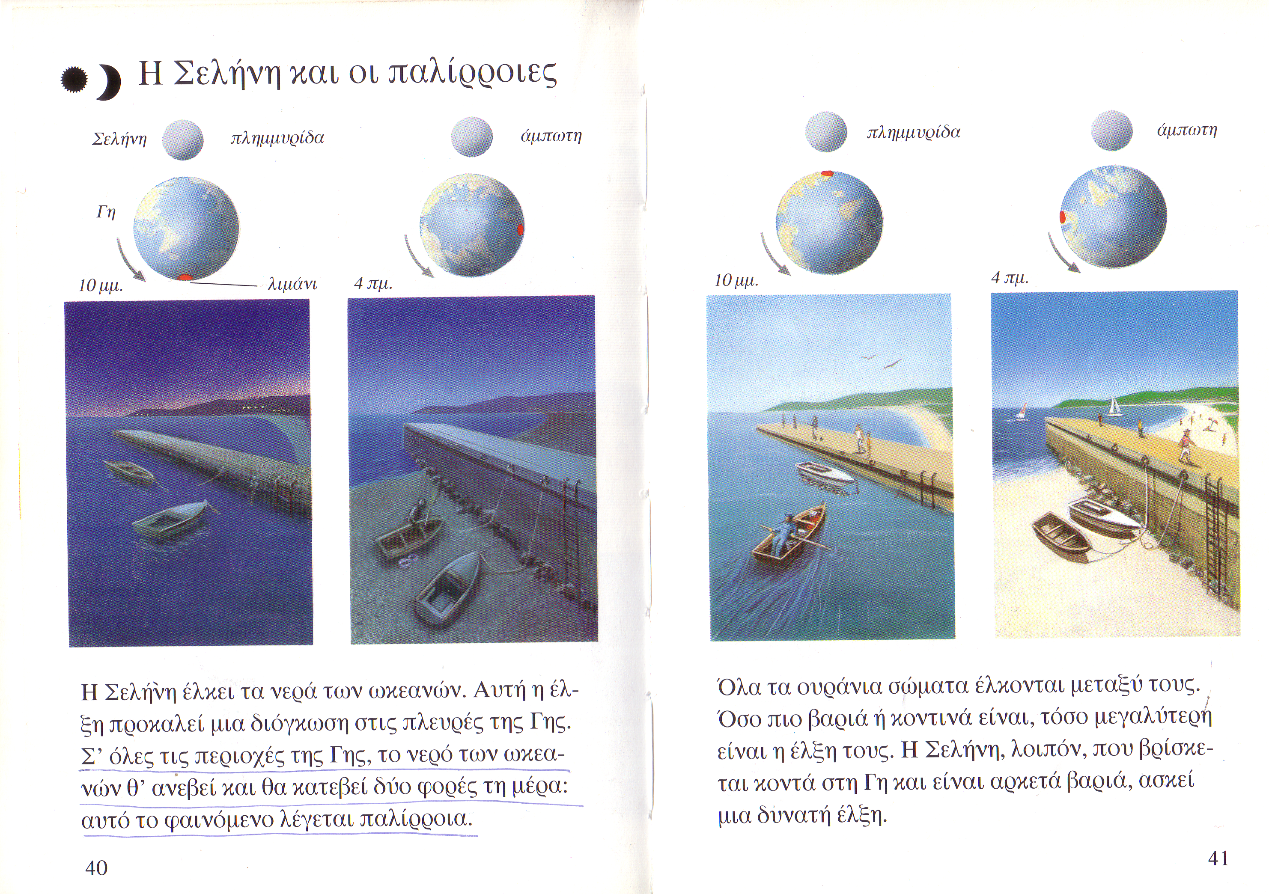 Η Σελήνη και οι παλίρροιες
Σελήνη
πλημμυρίδα
άμπωτη
Γη
10 μμ.
λιμάνι
4 πμ.
Η Σελήνη έλκει τα νερά των ωκεανών. Αυτή η έλ-
ξη προκαλεί μια διόγκωση στις πλευρές της Γης.
Σ' όλες τις περιοχές της Γης, το νερό των ωκεα-
νών θ' ανεβεί και θα κατεβεί δύο φορές τη μέρα:
αυτό το φαινόμενο λέγεται παλίρροια.
40
πλημμυρίδα
άμπωτη
10 μμ.
4 πμ.
Όλα τα ουράνια σώματα έλκονται μεταξύ τους.
Όσο πιο βαριά ή κοντινά είναι, τόσο μεγαλύτερη
είναι η έλξη τους. Η Σελήνη, λοιπόν, που βρίσκε-
ται κοντά στη Γη και είναι αρκετά βαριά, ασκεί
μια δυνατή έλξη.
41